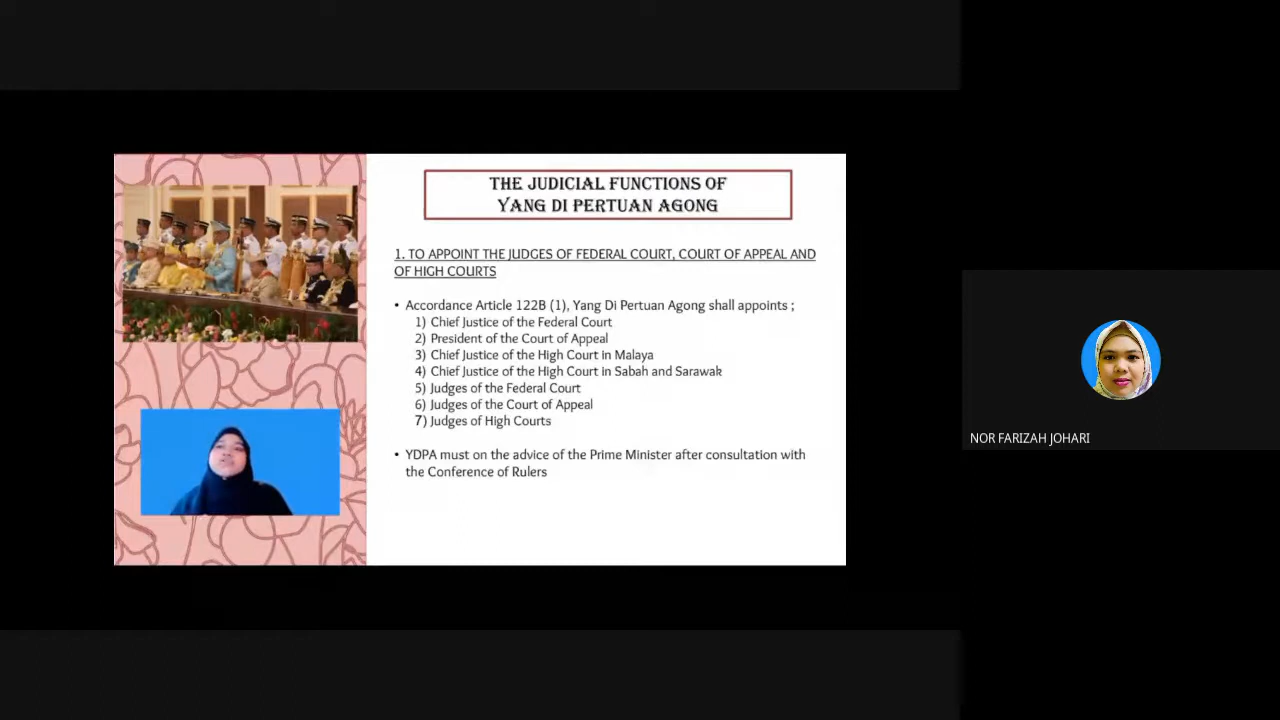 THE JUDICIAL FUNCTIONS OF
YANG DI PERTUAN AGONG
1. TO APPOINT THE JUDGES OF FEDERAL COURT, COURT OF APPEAL AND
OF HIGH COURTS
• Accordance Article 122B (1), Yang Di Pertuan Agong shall appoints ;
1) Chief Justice of the Federal Court
2) President of the Court of Appeal
3) Chief Justice of the High Court in Malaya
4) Chief Justice of the High Court in Sabah and Sarawak
5) Judges of the Federal Court
6) Judges of the Court of Appeal
7) Judges of High Courts
• YDPA must on the advice of the Prime Minister after consultation with
the Conference of Rulers
NOR FARIZAH JOHARI